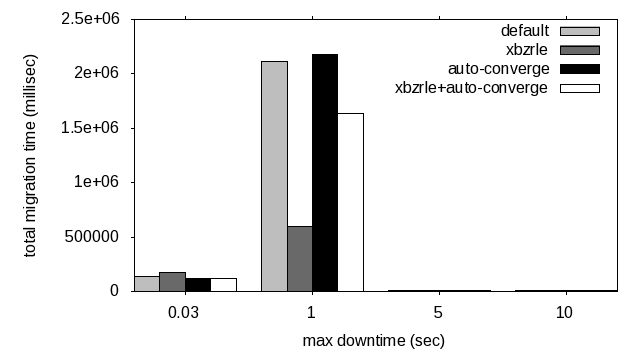 total migration time (millisec)
2.5e+06
2e+06
1.5e+06
1e+06
500000
0
default
xbzrle
auto-converge
xbzrle+auto-converge
0.03
1
5
10
max downtime (sec)